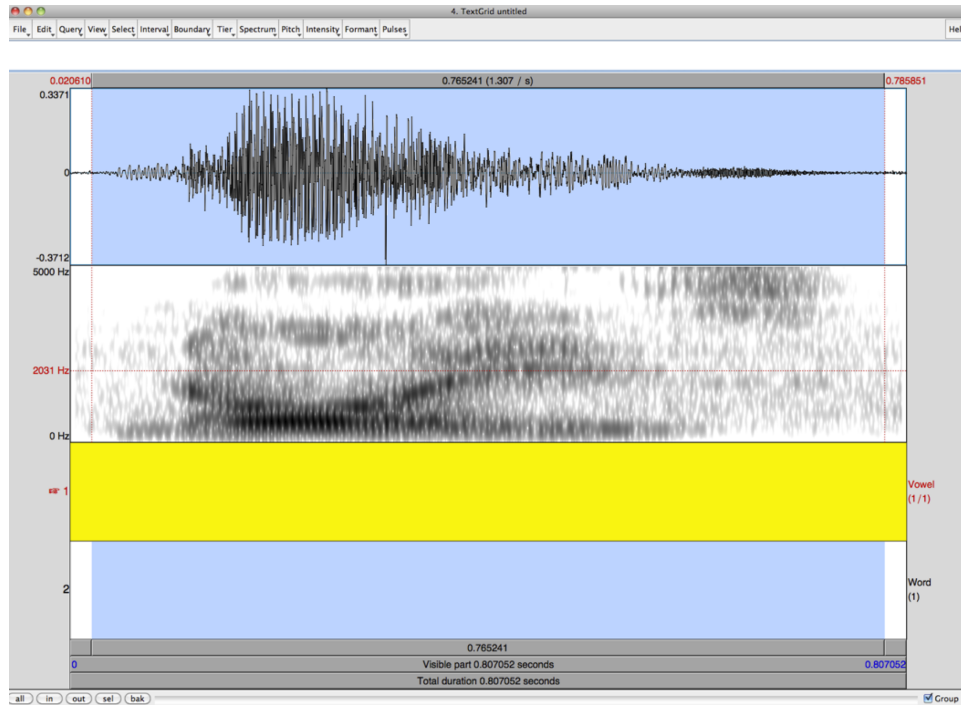 4. TextGrid untitled
File Edit Query View Select Interval Boundary Tier Spectrum Pitch Intensity Formant Pulses Hel
0.020610 0.765241 (1.307 / s) 0.785851
0.3371
0
-0.3712
5000 Hz
2031 Hz
0 Hz
1 Vowel
(1/1)
2 Word
(1)
0.765241
0 Visible part 0.807052 seconds 0.807052
Total duration 0.807052 seconds
all in out sel bak Group